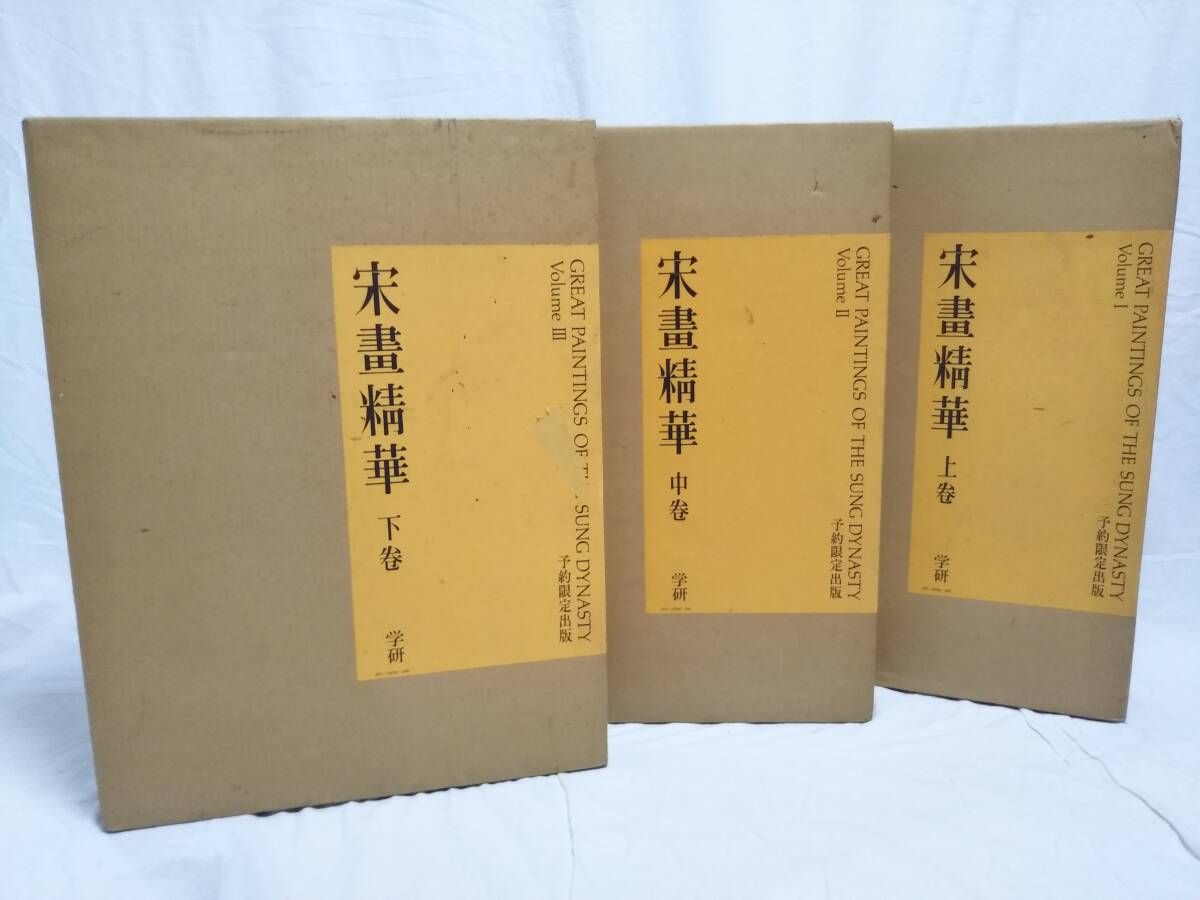 宋畫精華
下卷
学研
GREAT PAINTINGS OF SUNG DYNASTY
Volume III
予約限定出版
宋畫精華
中卷
学研
GREAT PAINTINGS OF THE SUNG DYNASTY
Volume II
予約限定出版
宋畫精華
上卷
学研
GREAT PAINTINGS OF THE SUNG DYNASTY
Volume I
予約限定出版